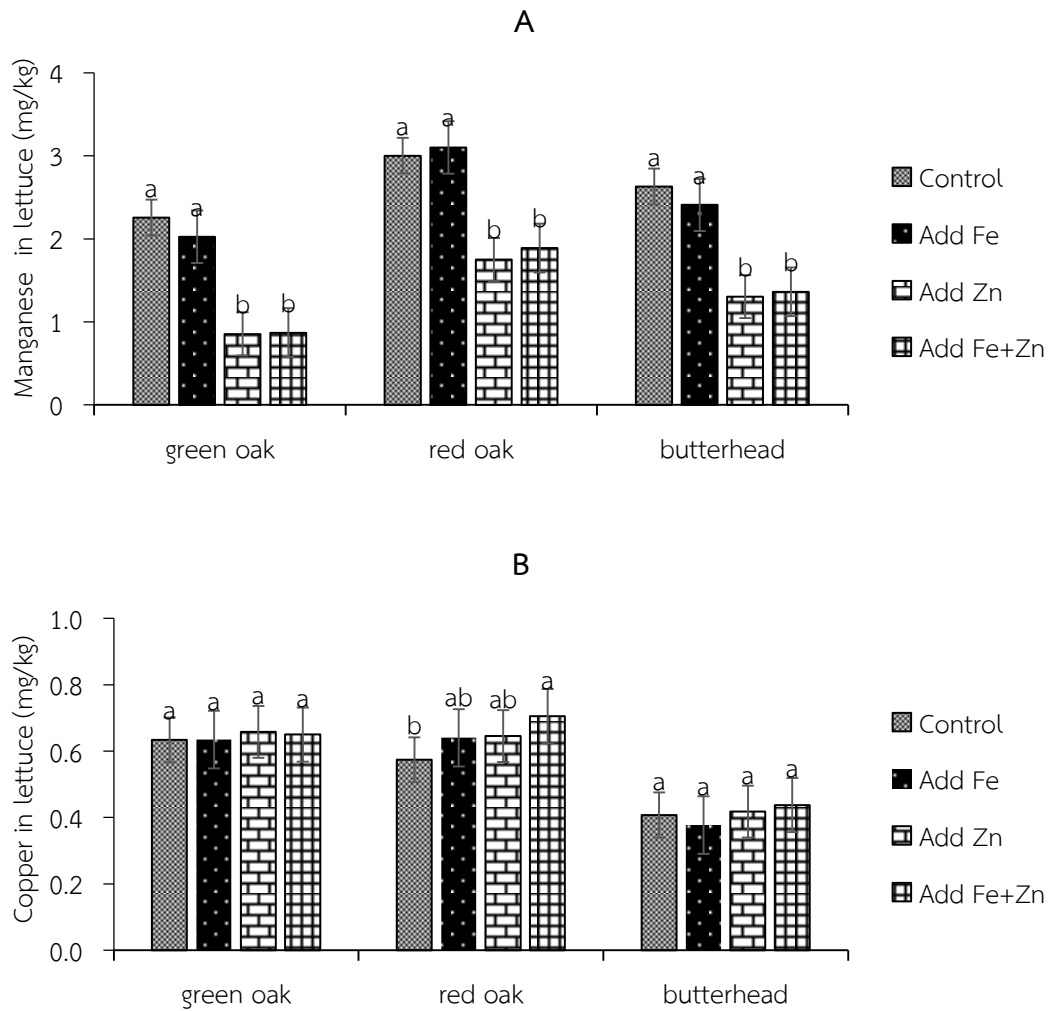 A
Manganese in lettuce (mg/kg)
4
3
2
1
0
a
a
b
b
a
a
b
b
a
a
b
b
green oak
red oak
butterhead
Control
Add Fe
Add Zn
Add Fe+Zn
B
Copper in lettuce (mg/kg)
1.0
0.8
0.6
0.4
0.2
0.0
a
a
a
a
b
ab
ab
a
a
a
a
a
green oak
red oak
butterhead
Control
Add Fe
Add Zn
Add Fe+Zn